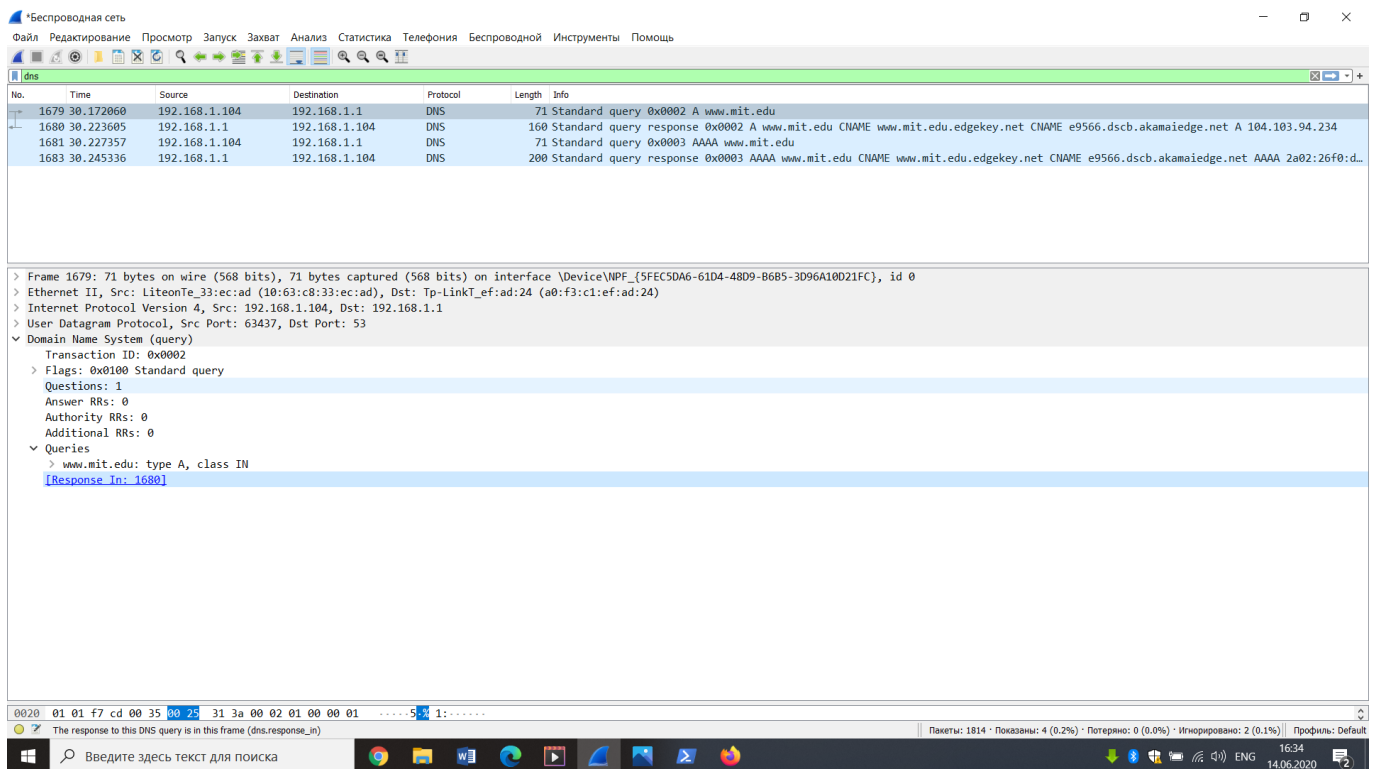 *Беспроводная сеть
Файл Редактирование Просмотр Запуск Захват Анализ Статистика Телефония Беспроводной Инструменты Помощь
dns
No. Time Source Destination Protocol Length Info
1679 30.172060 192.168.1.104 192.168.1.1 DNS 71 Standard query 0x0002 A www.mit.edu
1680 30.223605 192.168.1.1 192.168.1.104 DNS 160 Standard query response 0x0002 A www.mit.edu CNAME www.mit.edu.edgekey.net CNAME e9566.dscb.akamaiedge.net A 104.103.94.234
1681 30.227357 192.168.1.104 192.168.1.1 DNS 71 Standard query 0x0003 AAAA www.mit.edu
1683 30.245336 192.168.1.1 192.168.1.104 DNS 200 Standard query response 0x0003 AAAA www.mit.edu CNAME www.mit.edu.edgekey.net CNAME e9566.dscb.akamaiedge.net AAAA 2a02:26f0:d…
Frame 1679: 71 bytes on wire (568 bits), 71 bytes captured (568 bits) on interface \Device\NPF_{5FEC5DA6-61D4-48D9-B6B5-3D96A10D21FC}, id 0
Ethernet II, Src: LiteonTe_33:ec:ad (10:63:c8:33:ec:ad), Dst: Tp-LinkT_ef:ad:24 (a0:f3:c1:ef:ad:24)
Internet Protocol Version 4, Src: 192.168.1.104, Dst: 192.168.1.1
User Datagram Protocol, Src Port: 63437, Dst Port: 53
Domain Name System (query)
Transaction ID: 0x0002
Flags: 0x0100 Standard query
Questions: 1
Answer RRs: 0
Authority RRs: 0
Additional RRs: 0
Queries
www.mit.edu: type A, class IN
[Response In: 1680]
0020 01 01 f7 cd 00 35 00 25 31 3a 00 02 01 00 00 01 ·····5·% 1:······
The response to this DNS query is in this frame (dns.response_in) Пакеты: 1814 · Показаны: 4 (0.2%) · Потеряно: 0 (0.0%) · Игнорировано: 2 (0.1%) Профиль: Default
Введите здесь текст для поиска ENG 16:34
14.06.2020 2